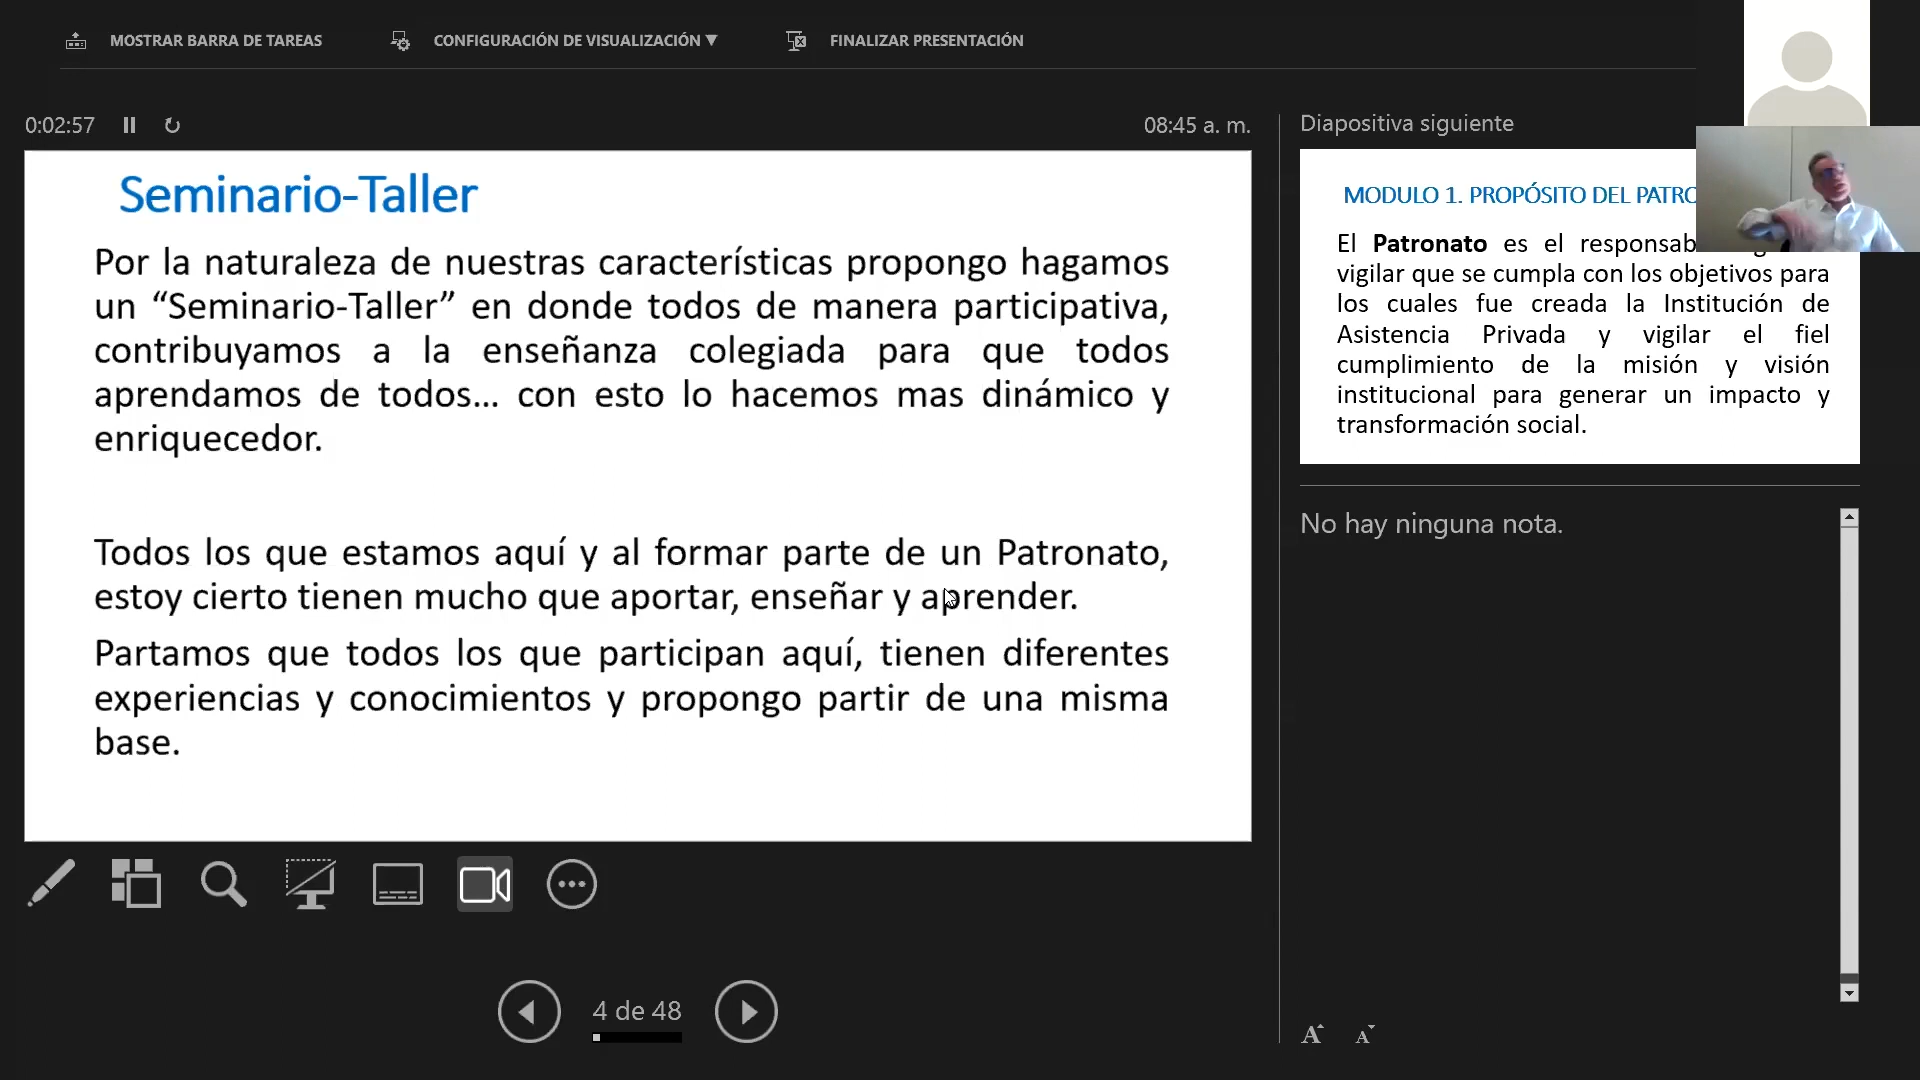 MOSTRAR BARRA DE TAREAS
CONFIGURACIÓN DE VISUALIZACIÓN ▼
FINALIZAR PRESENTACIÓN
0:02:57
08:45 a. m.
Seminario-Taller
Por la naturaleza de nuestras características propongo hagamos
un “Seminario-Taller” en donde todos de manera participativa,
contribuyamos a la enseñanza colegiada para que todos
aprendamos de todos... con esto lo hacemos mas dinámico y
enriquecedor.
Todos los que estamos aquí y al formar parte de un Patronato,
estoy cierto tienen mucho que aportar, enseñar y aprender.
Partamos que todos los que participan aquí, tienen diferentes
experiencias y conocimientos y propongo partir de una misma
base.
4 de 48
Diapositiva siguiente
MODULO 1. PROPÓSITO DEL PATRO
El Patronato es el responsab
vigilar que se cumpla con los objetivos para
los cuales fue creada la Institución de
Asistencia Privada y vigilar el fiel
cumplimiento de la misión y visión
institucional para generar un impacto y
transformación social.
No hay ninguna nota.
A A